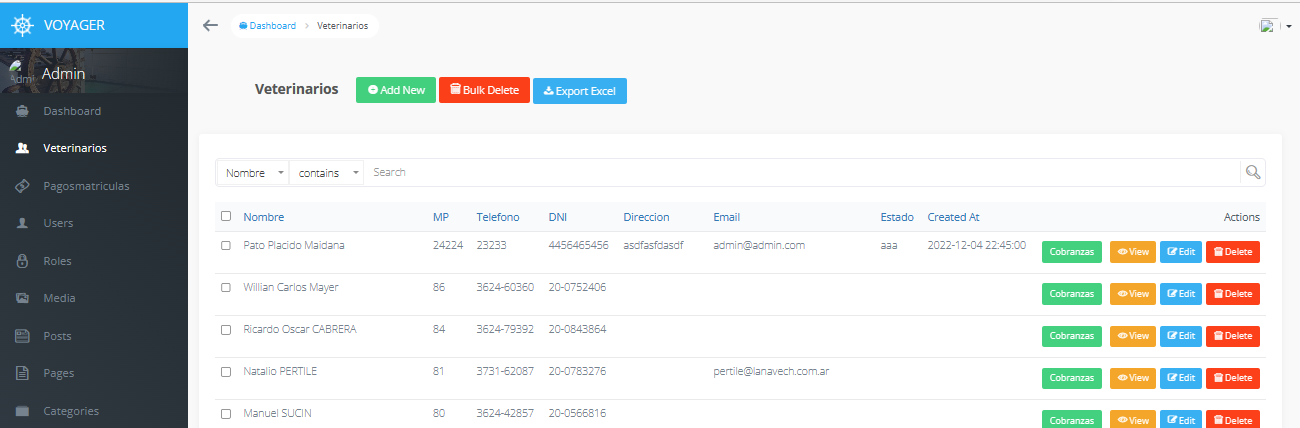 VOYAGER
Dashboard > Veterinarios
Admin
Dashboard
Veterinarios
Pagosmatriculas
Users
Roles
Media
Posts
Pages
Categories
Veterinarios Add New Bulk Delete Export Excel
Nombre contains Search
Nombre MP Telefono DNI Direccion Email Estado Created At Actions
Pato Placido Maidana 24224 23233 4456465456 asdfasfdasdf admin@admin.com aaa 2022-12-04 22:45:00 Cobranzas View Edit Delete
Willian Carlos Mayer 86 3624-60360 20-0752406 Cobranzas View Edit Delete
Ricardo Oscar CABRERA 84 3624-79392 20-0843864 Cobranzas View Edit Delete
Natalio PERTILE 81 3731-62087 20-0783276 pertile@lanavech.com.ar Cobranzas View Edit Delete
Manuel SUCIN 80 3624-42857 20-0566816 Cobranzas View Edit Delete